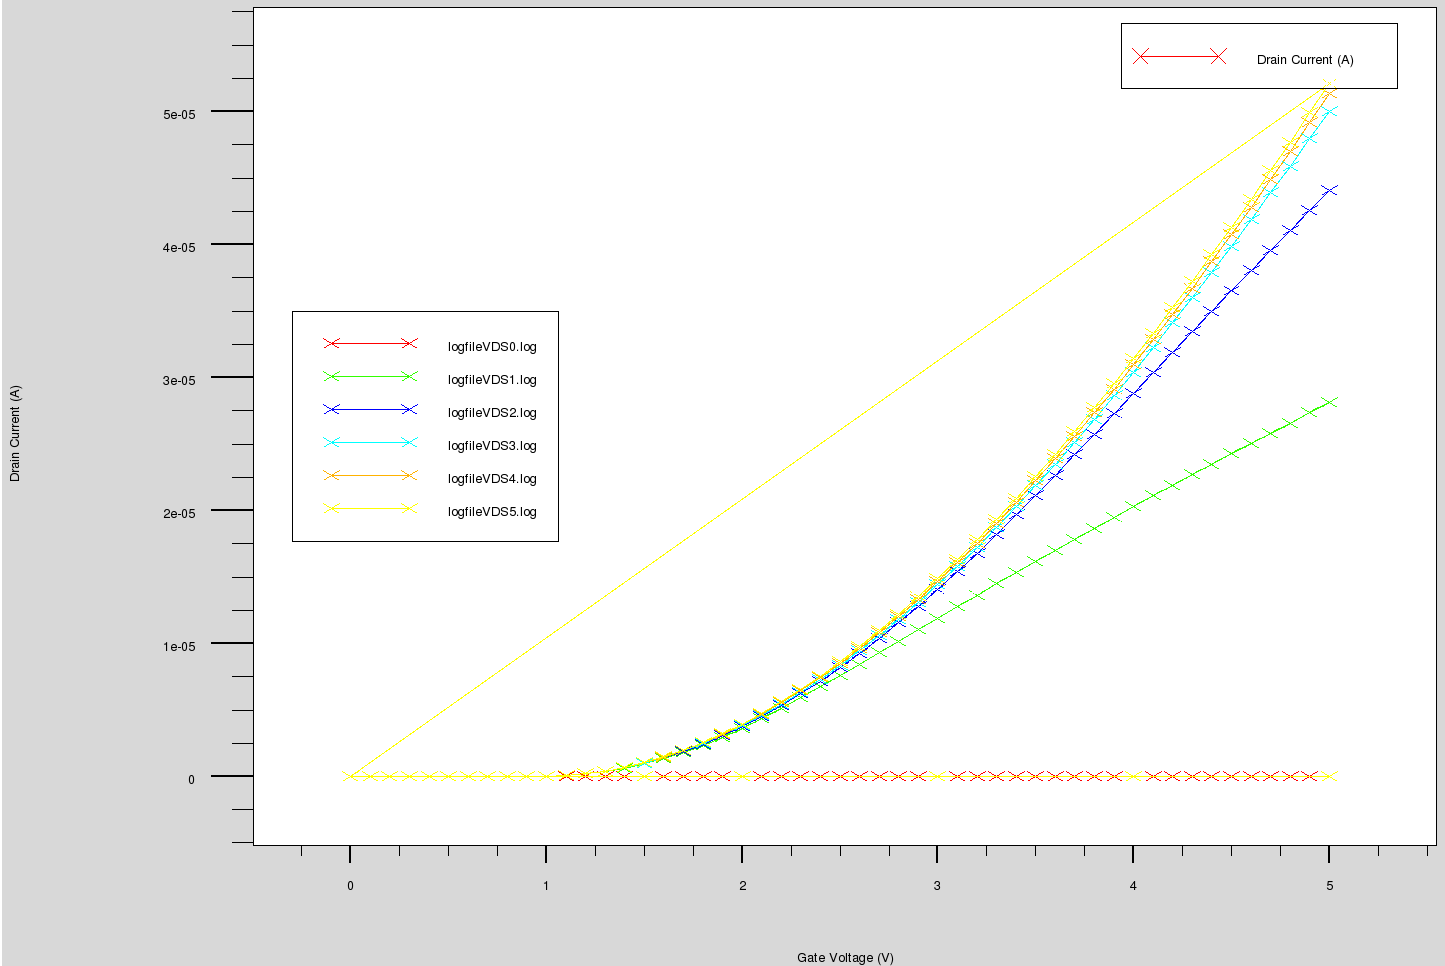 Drain Current (A)
5e-05
4e-05
3e-05
2e-05
1e-05
0
Drain Current (A)
logfileVDS0.log
logfileVDS1.log
logfileVDS2.log
logfileVDS3.log
logfileVDS4.log
logfileVDS5.log
0 1 2 3 4 5
Gate Voltage (V)